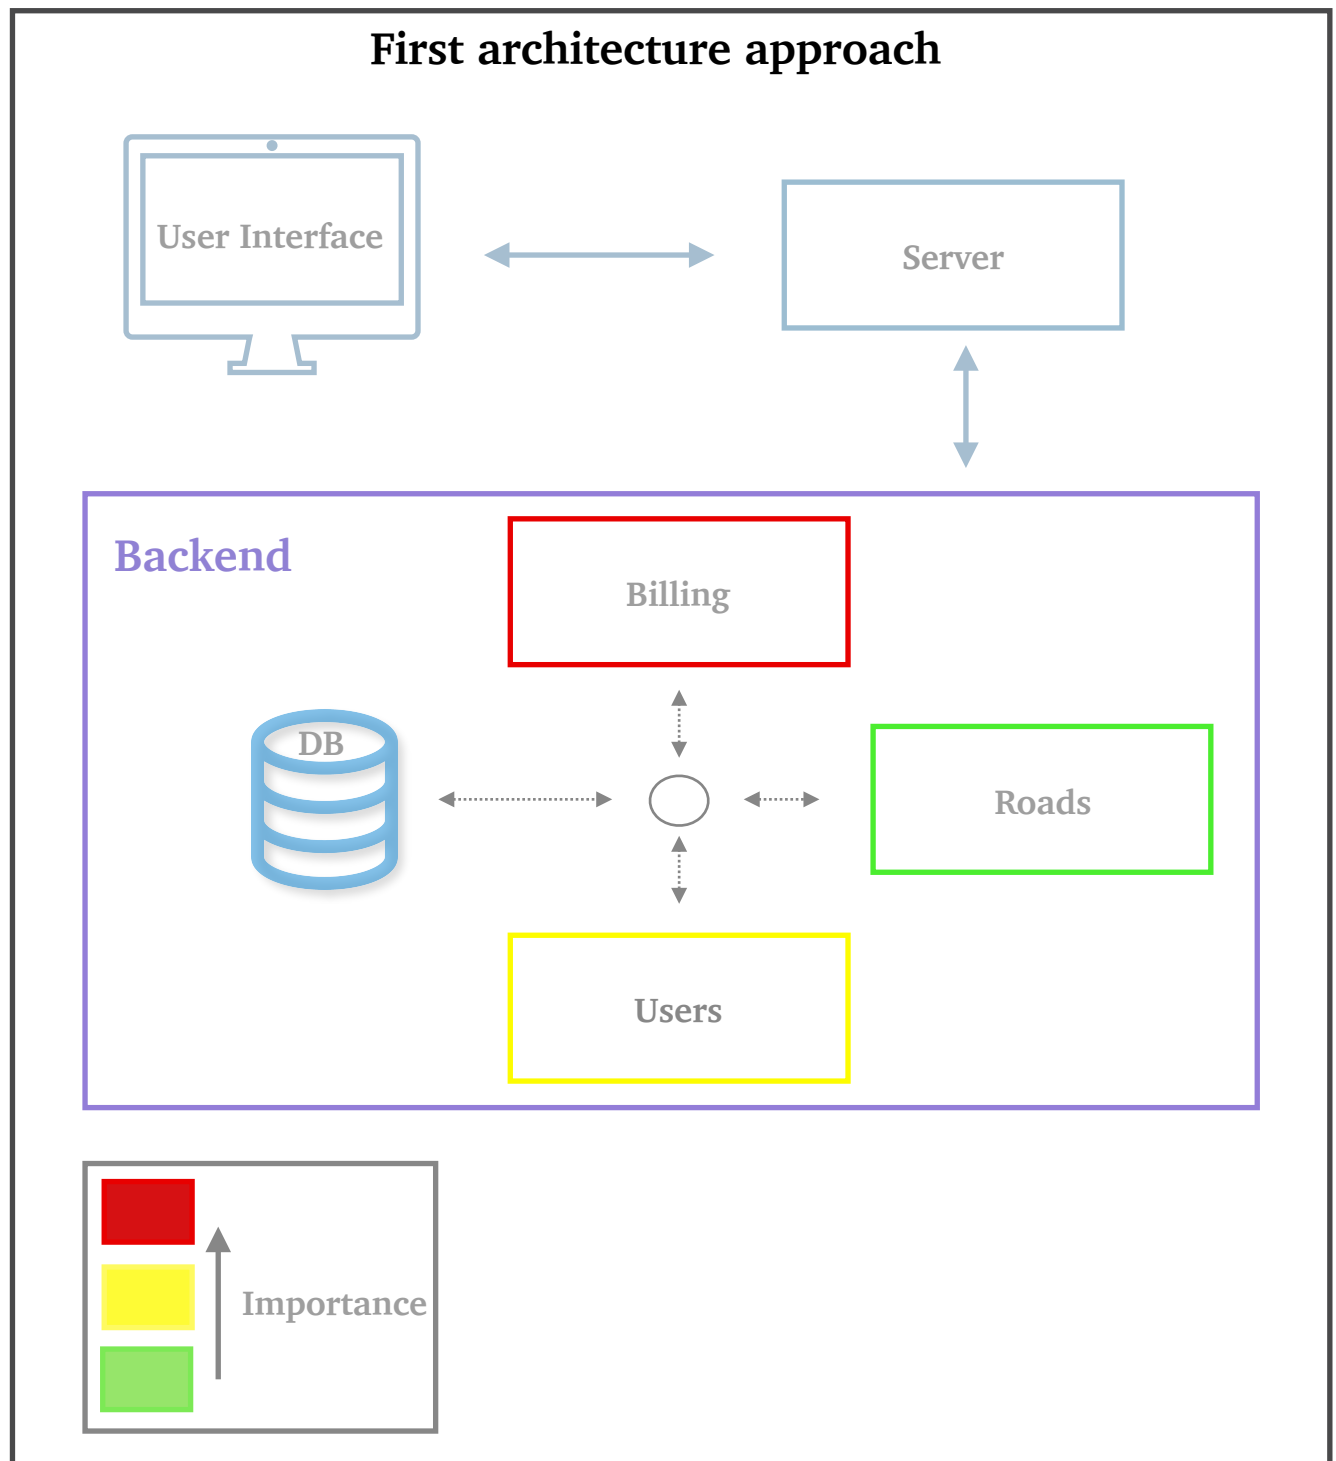 First architecture approach
User Interface
Server
Backend
Billing
DB
Roads
Users
Importance